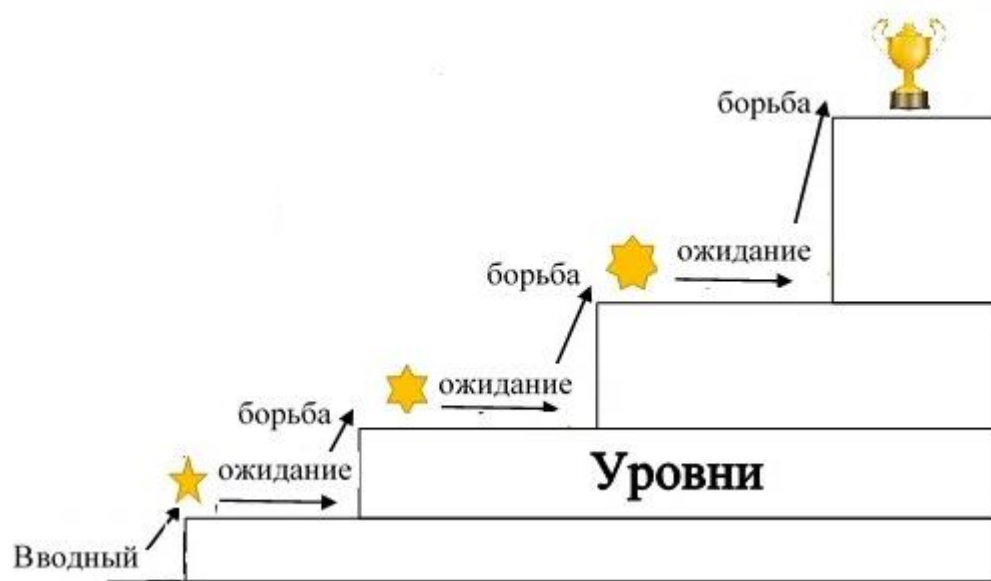 борьба
ожидание
борьба
ожидание
борьба
ожидание
Уровни
Вводный